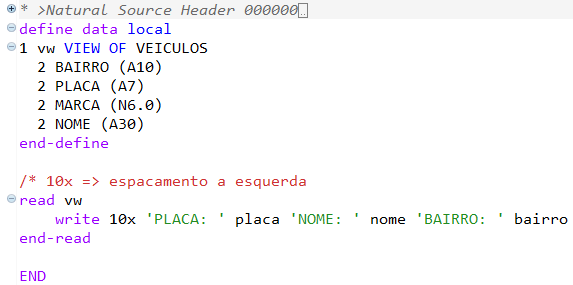 * >Natural Source Header 000000..
define data local
1 vw VIEW OF VEICULOS
2 BAIRRO (A10)
2 PLACA (A7)
2 MARCA (N6.0)
2 NOME (A30)
end-define
/* 10x => espacamento a esquerda
read vw
write 10x 'PLACA: ' placa 'NOME: ' nome 'BAIRRO: ' bairro
end-read
END